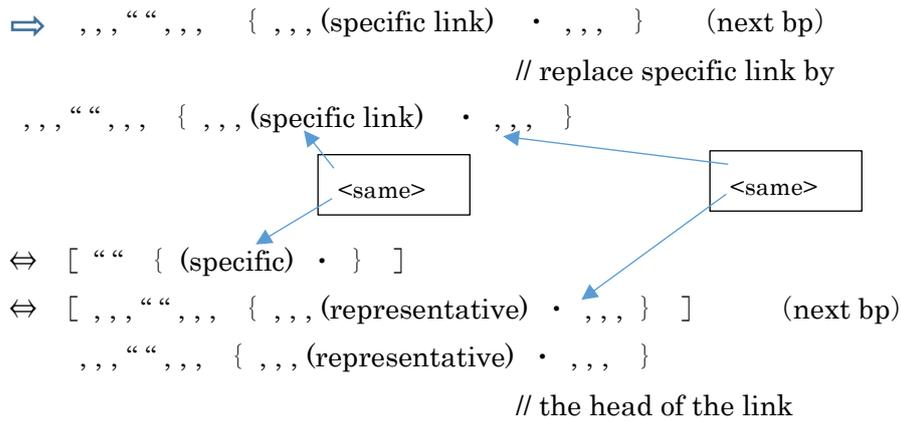 ⇨ , , , “ “ , , , { , , , (specific link) ・ , , , } (next bp)
// replace specific link by
, , , “ “ , , , { , , , (specific link) ・ , , , }
<same> <same>
⇔ [ “ “ { (specific) ・ } ]
⇔ [ , , , “ “ , , , { , , , (representative) ・ , , , } ] (next bp)
, , , “ “ , , , { , , , (representative) ・ , , , }
// the head of the link